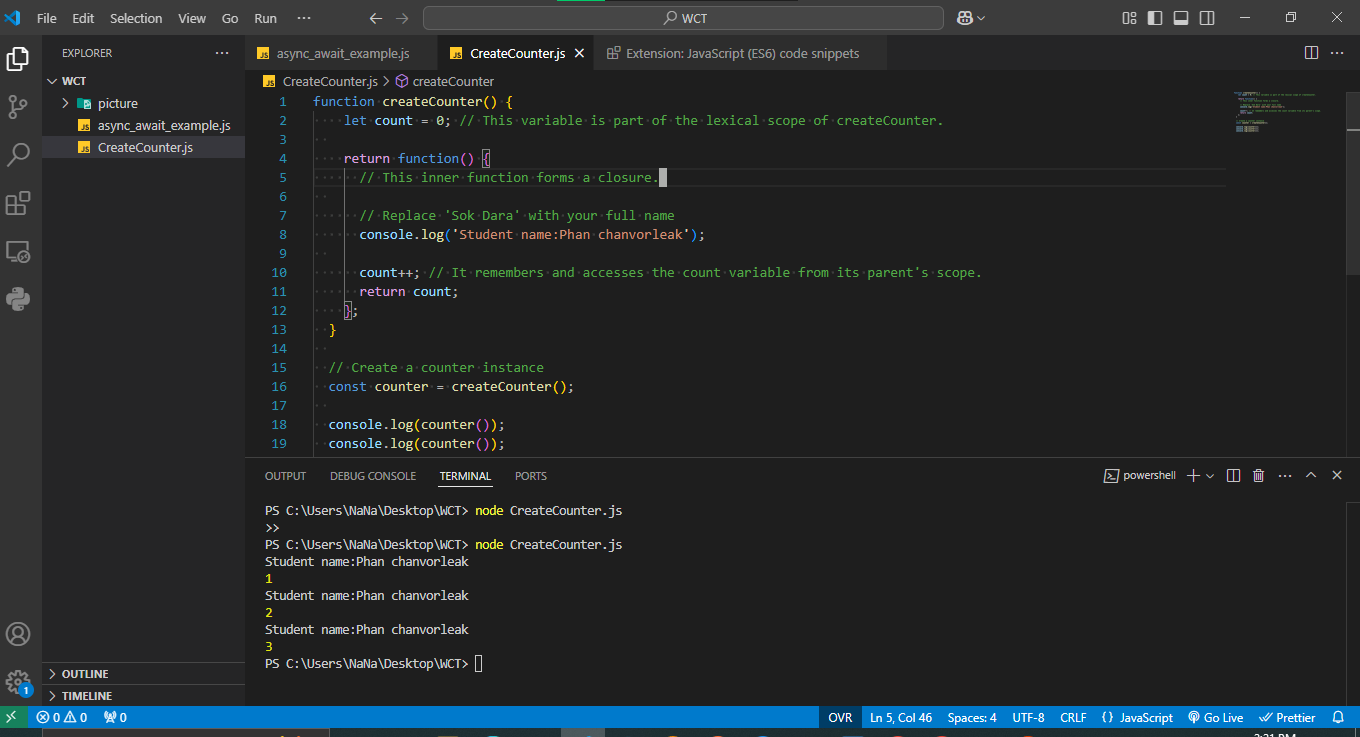 File Edit Selection View Go Run ··· WCT
EXPLORER ···
async_await_example.js CreateCounter.js Extension: JavaScript (ES6) code snippets ···
WCT
picture
async_await_example.js
CreateCounter.js
CreateCounter.js > createCounter
1 function createCounter() {
2 let count = 0; // This variable is part of the lexical scope of createCounter.
3
4 return function() {
5 // This inner function forms a closure.
6
7 // Replace 'Sok Dara' with your full name
8 console.log('Student name:Phan chanvorleak');
9
10 count++; // It remembers and accesses the count variable from its parent's scope.
11 return count;
12 };
13 }
14
15 // Create a counter instance
16 const counter = createCounter();
17
18 console.log(counter());
19 console.log(counter());
OUTPUT DEBUG CONSOLE TERMINAL PORTS powershell ···
PS C:\Users\NaNa\Desktop\WCT> node CreateCounter.js
>>
PS C:\Users\NaNa\Desktop\WCT> node CreateCounter.js
Student name:Phan chanvorleak
1
Student name:Phan chanvorleak
2
Student name:Phan chanvorleak
3
PS C:\Users\NaNa\Desktop\WCT>
OUTLINE
TIMELINE
1
0 0 0 OVR Ln 5, Col 46 Spaces: 4 UTF-8 CRLF {} JavaScript Go Live Prettier